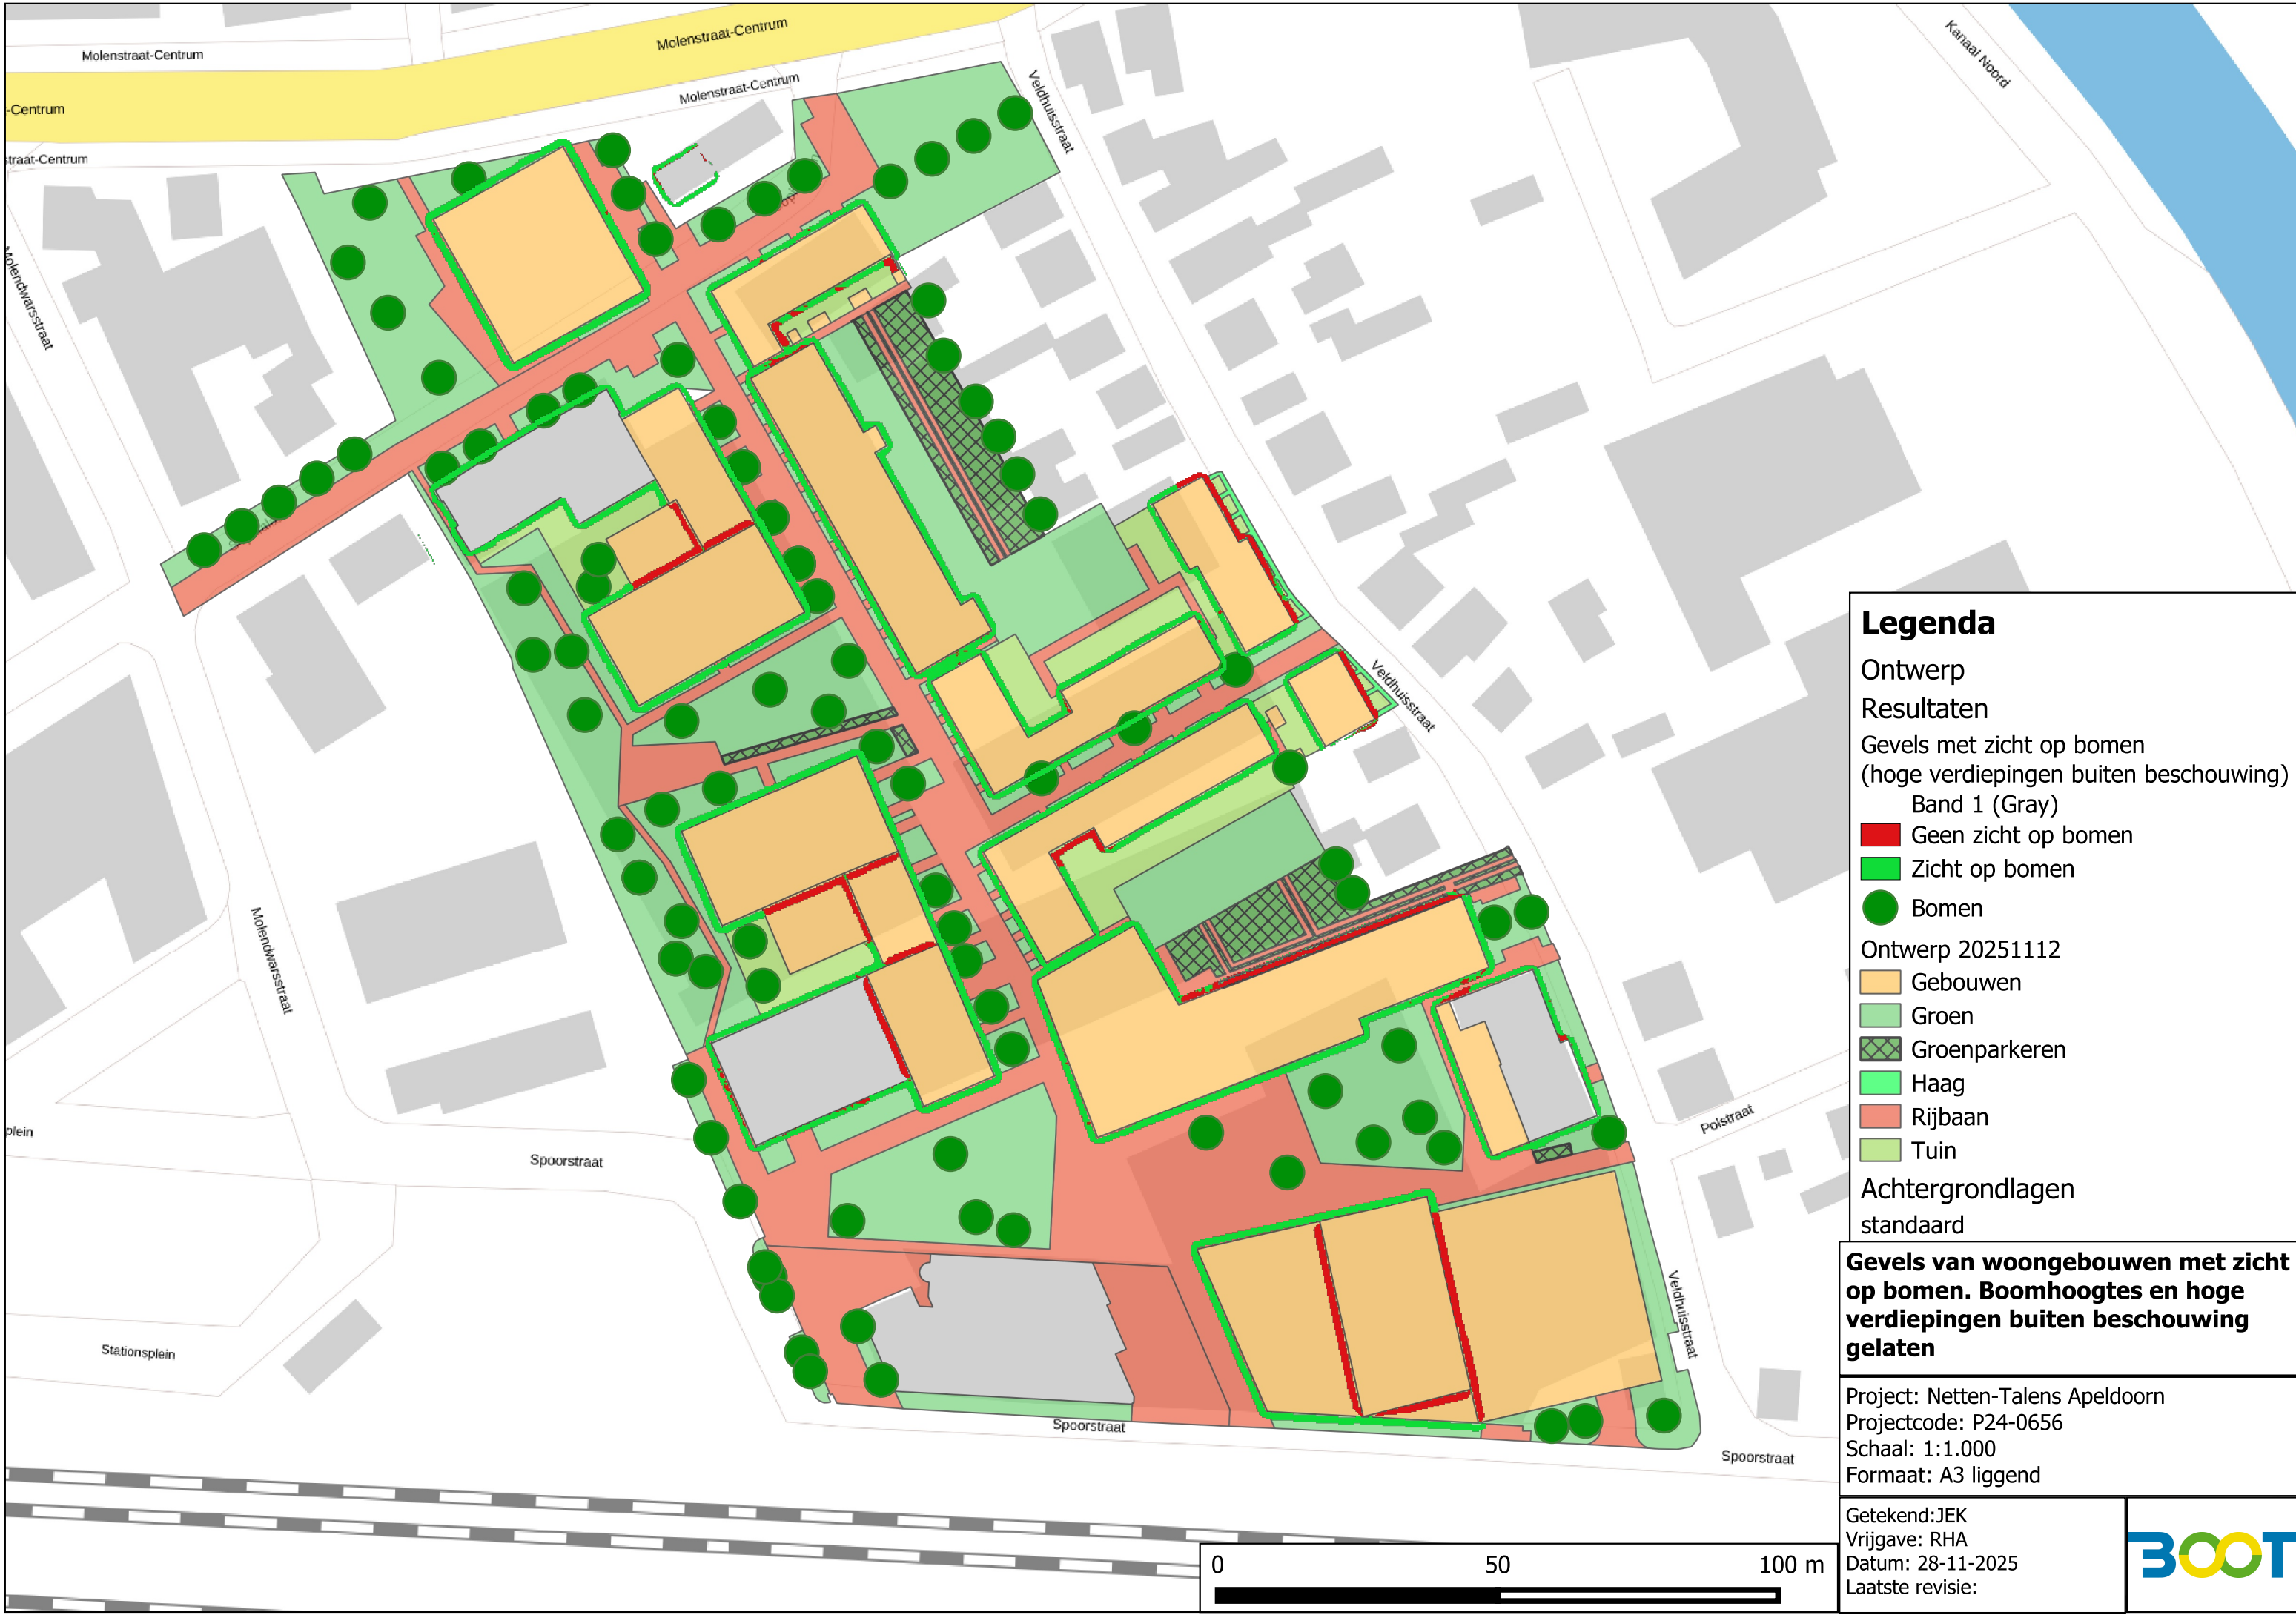 Molenstraat-Centrum
Molenstraat-Centrum
Molenstraat-Centrum
-Centrum
straat-Centrum
Veldhuisstraat
Kanaal Noord
Molendwarsstraat
Veldhuisstraat
Molendwarsstraat
plein
Spoorstraat
Polstraat
Stationsplein
Veldhuisstraat
Spoorstraat
Spoorstraat
Legenda
Ontwerp
Resultaten
Gevels met zicht op bomen
(hoge verdiepingen buiten beschouwing)
Band 1 (Gray)
Geen zicht op bomen
Zicht op bomen
Bomen
Ontwerp 20251112
Gebouwen
Groen
Groenparkeren
Haag
Rijbaan
Tuin
Achtergrondlagen
standaard
Gevels van woongebouwen met zicht
op bomen. Boomhoogtes en hoge
verdiepingen buiten beschouwing
gelaten
Project: Netten-Talens Apeldoorn
Projectcode: P24-0656
Schaal: 1:1.000
Formaat: A3 liggend
Getekend:JEK
Vrijgave: RHA
Datum: 28-11-2025
Laatste revisie:
BOOT
0 50 100 m